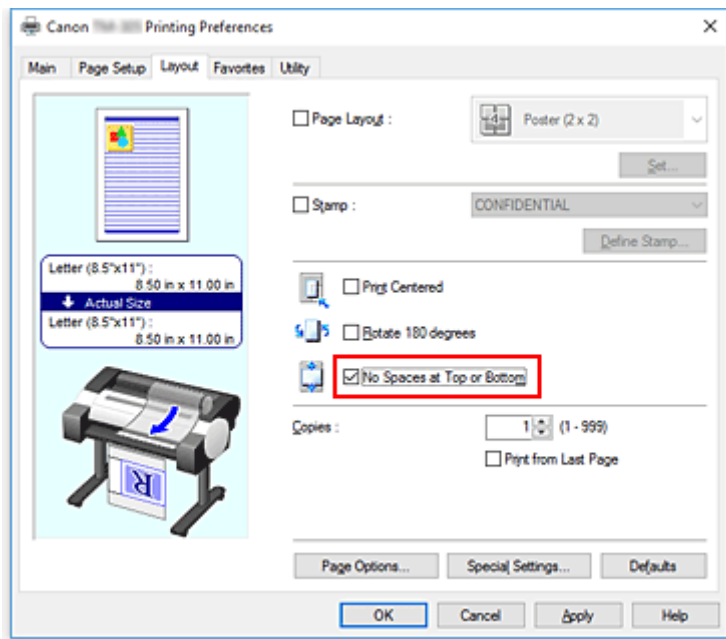 Canon Printing Preferences
Main Page Setup Layout Favorites Utility
Page Layout : Poster (2 x 2)
Set...
Stamp : CONFIDENTIAL
Define Stamp...
Letter (8.5"x11") :
8.50 in x 11.00 in
Actual Size
Letter (8.5"x11") :
8.50 in x 11.00 in
Print Centered
Rotate 180 degrees
No Spaces at Top or Bottom
Copies : 1 (1 - 999)
Print from Last Page
R
Page Options... Special Settings... Defaults
OK Cancel Apply Help